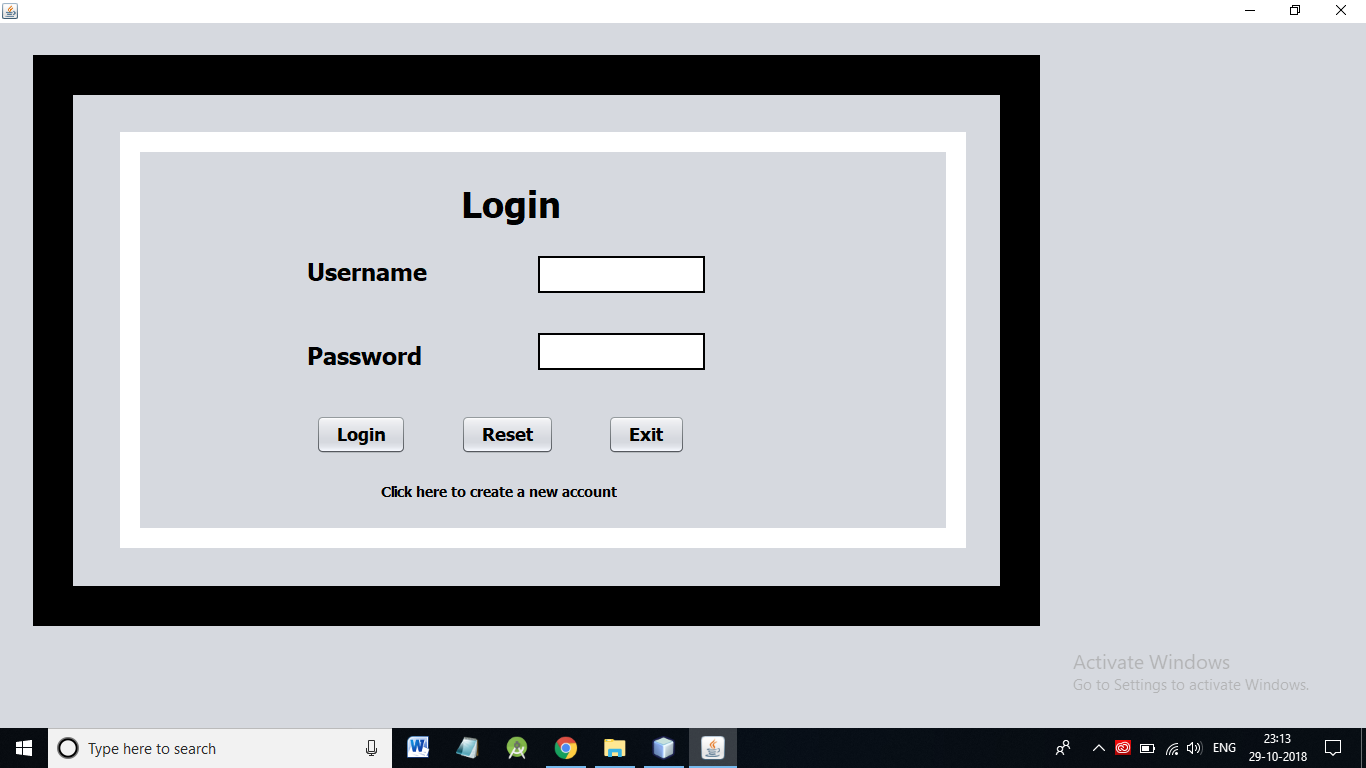 Login
Username
Password
Login Reset Exit
Click here to create a new account
Activate Windows
Go to Settings to activate Windows.
Type here to search
W
ENG
23:13
29-10-2018